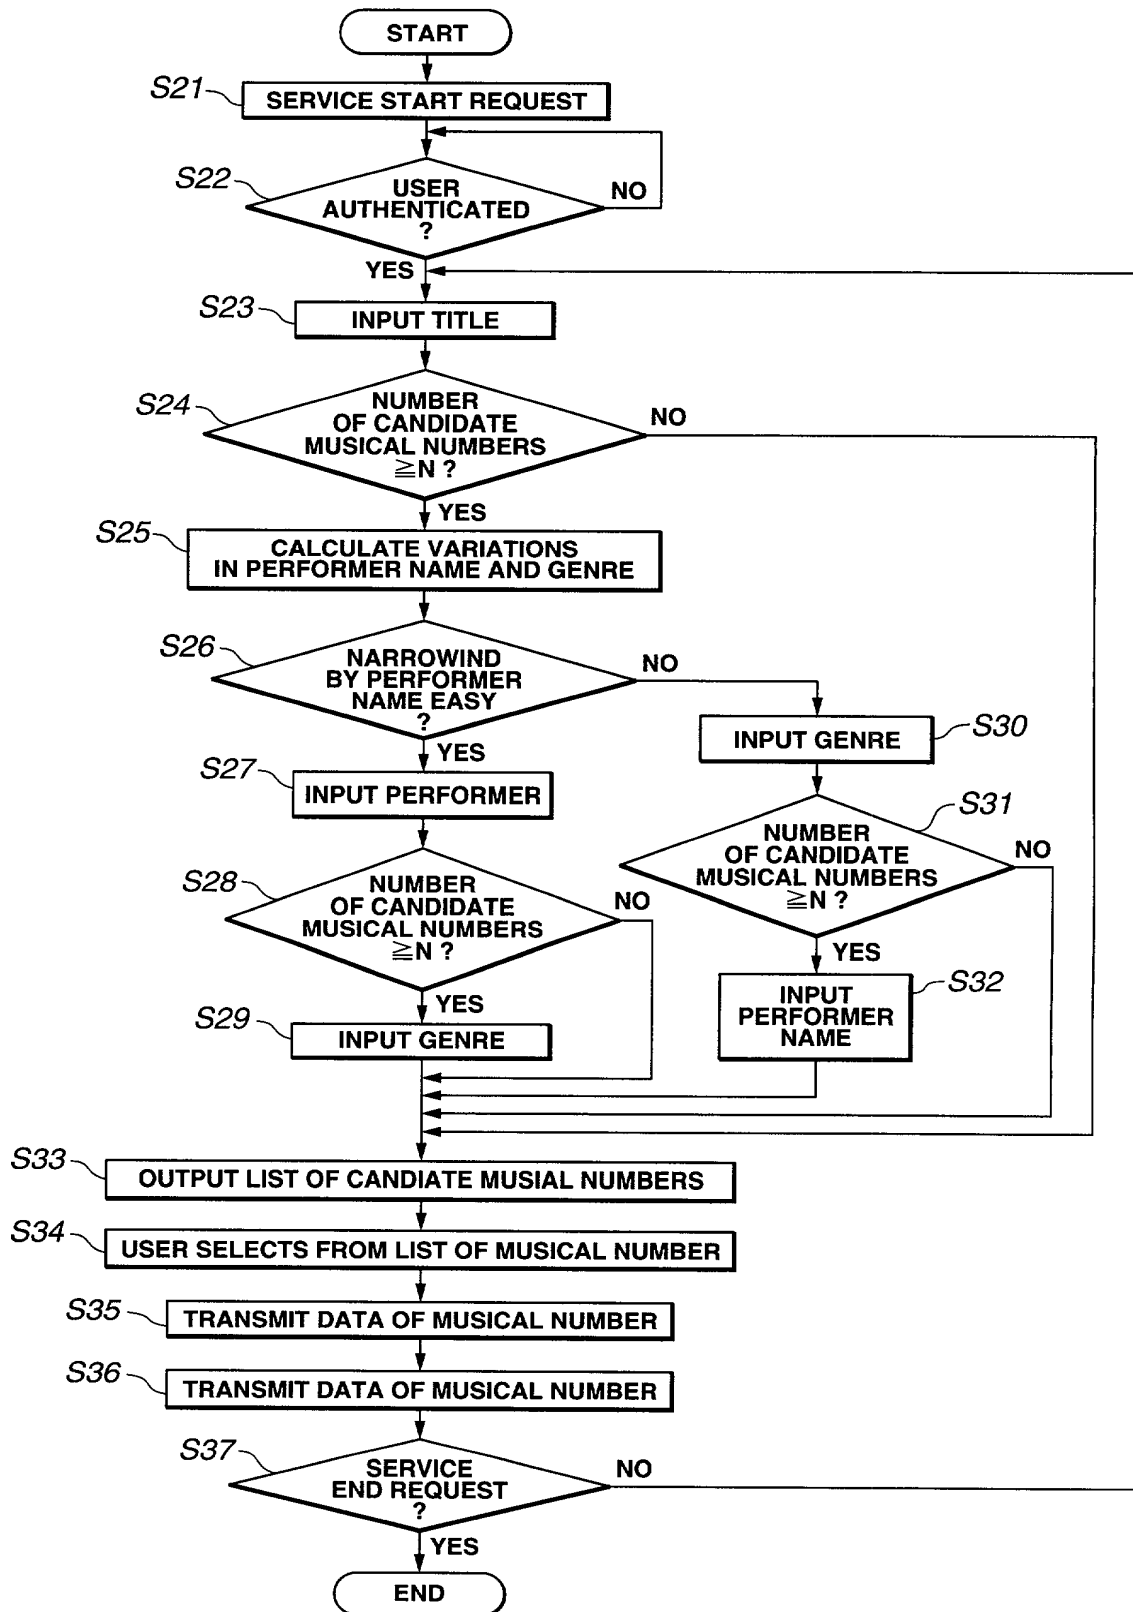 START
S21
SERVICE START REQUEST
S22
USER
AUTHENTICATED
?
NO
YES
S23
INPUT TITLE
S24
NUMBER
OF CANDIDATE
MUSICAL NUMBERS
≧N ?
NO
YES
S25
CALCULATE VARIATIONS
IN PERFORMER NAME AND GENRE
S26
NARROWIND
BY PERFORMER
NAME EASY
?
NO
YES
S27
INPUT PERFORMER
S28
NUMBER
OF CANDIDATE
MUSICAL NUMBERS
≧N ?
NO
YES
S29
INPUT GENRE
S30
INPUT GENRE
S31
NUMBER
OF CANDIDATE
MUSICAL NUMBERS
≧N ?
NO
YES
S32
INPUT
PERFORMER
NAME
S33
OUTPUT LIST OF CANDIATE MUSIAL NUMBERS
S34
USER SELECTS FROM LIST OF MUSICAL NUMBER
S35
TRANSMIT DATA OF MUSICAL NUMBER
S36
TRANSMIT DATA OF MUSICAL NUMBER
S37
SERVICE
END REQUEST
?
NO
YES
END